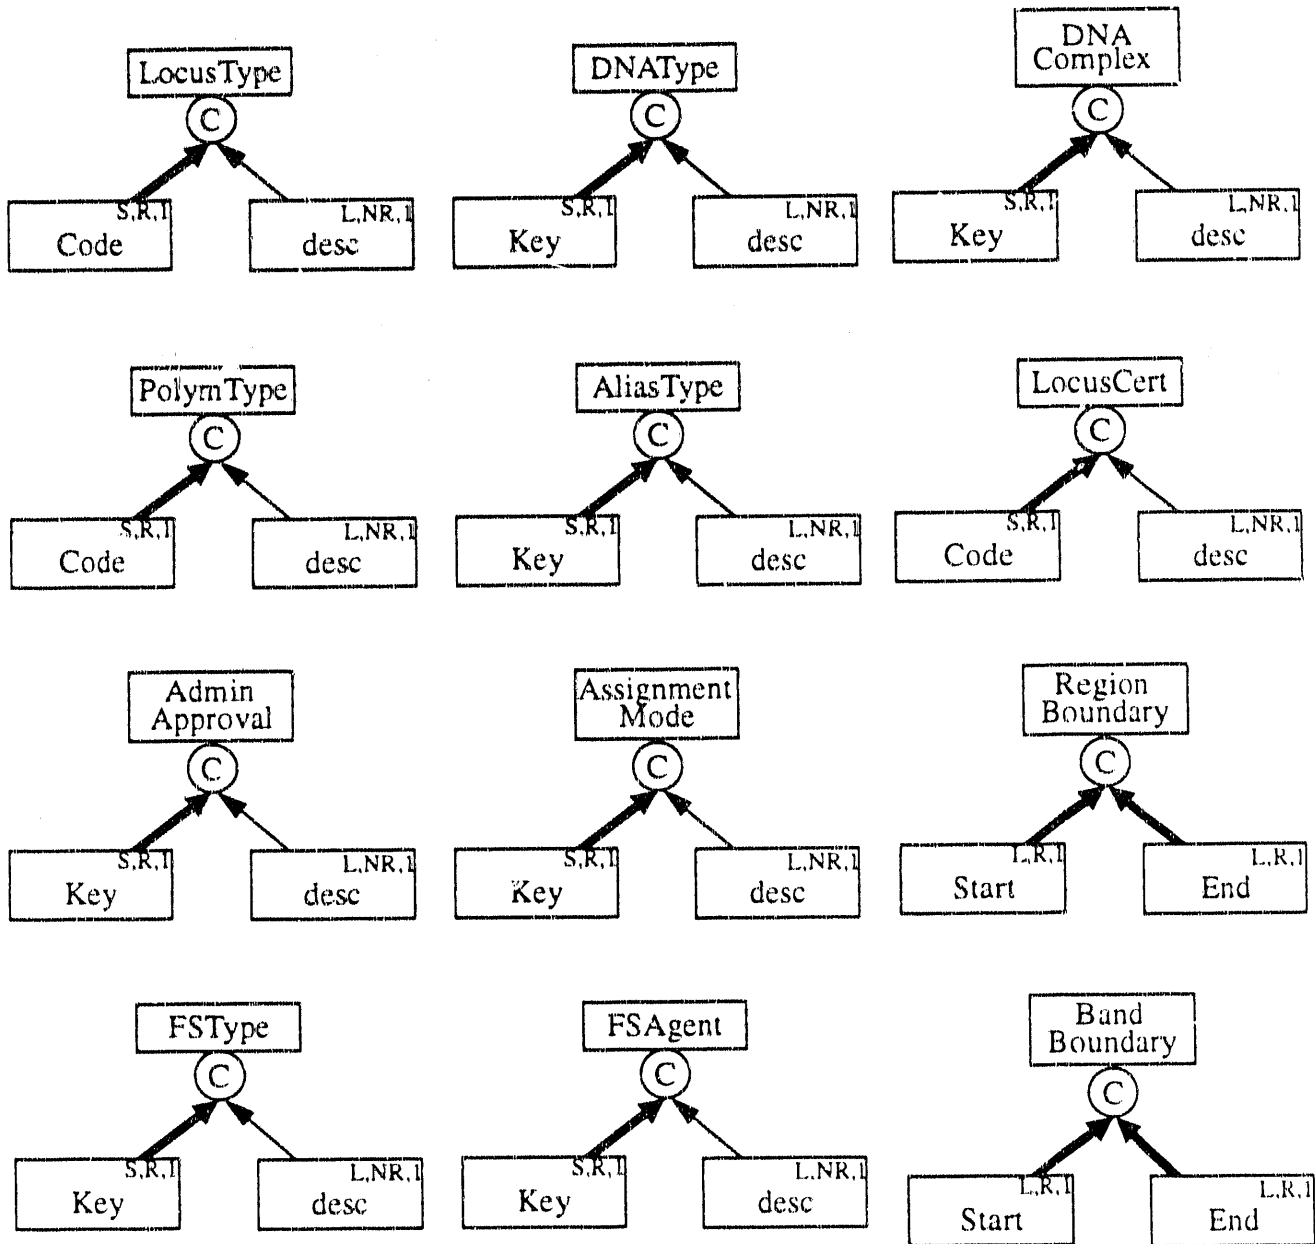 LocusType
C
S,R,1
Code
L,NR,1
desc
DNAType
C
S,R,1
Key
L,NR,1
desc
DNA
Complex
C
S,R,1
Key
L,NR,1
desc
PolymType
C
S,R,1
Code
L,NR,1
desc
AliasType
C
S,R,1
Key
L,NR,1
desc
LocusCert
C
S,R,1
Code
L,NR,1
desc
Admin
Approval
C
S,R,1
Key
L,NR,1
desc
Assignment
Mode
C
S,R,1
Key
L,NR,1
desc
Region
Boundary
C
L,R,1
Start
L,R,1
End
FSType
C
S,R,1
Key
L,NR,1
desc
FSAgent
C
S,R,1
Key
L,NR,1
desc
Band
Boundary
C
L,R,1
Start
L,R,1
End